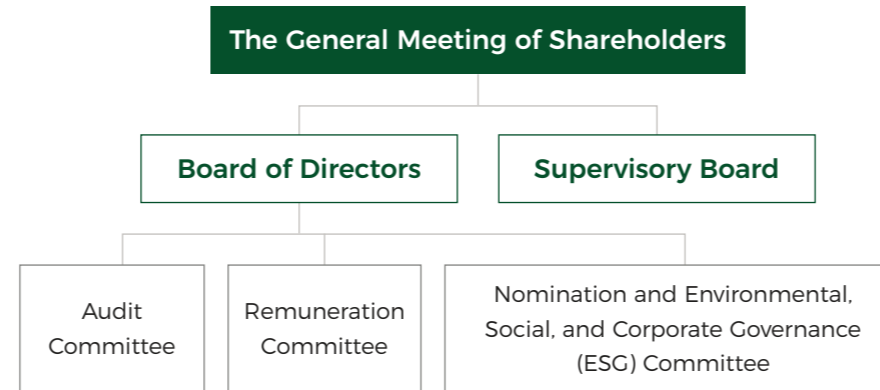 The General Meeting of Shareholders
Board of Directors
Supervisory Board
Audit
Committee
Remuneration
Committee
Nomination and Environmental,
Social, and Corporate Governance
(ESG) Committee